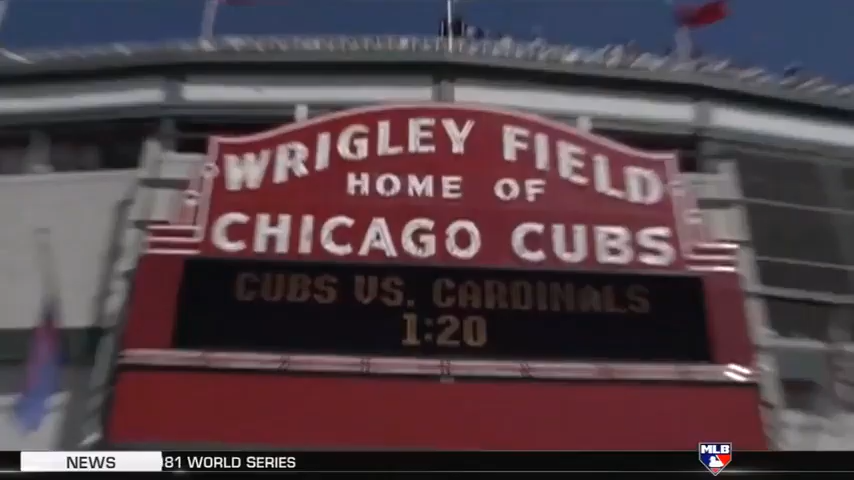 WRIGLEY FIELD
HOME OF
CHICAGO CUBS
CUBS VS. CARDINALS
1:20
NEWS 81 WORLD SERIES
MLB